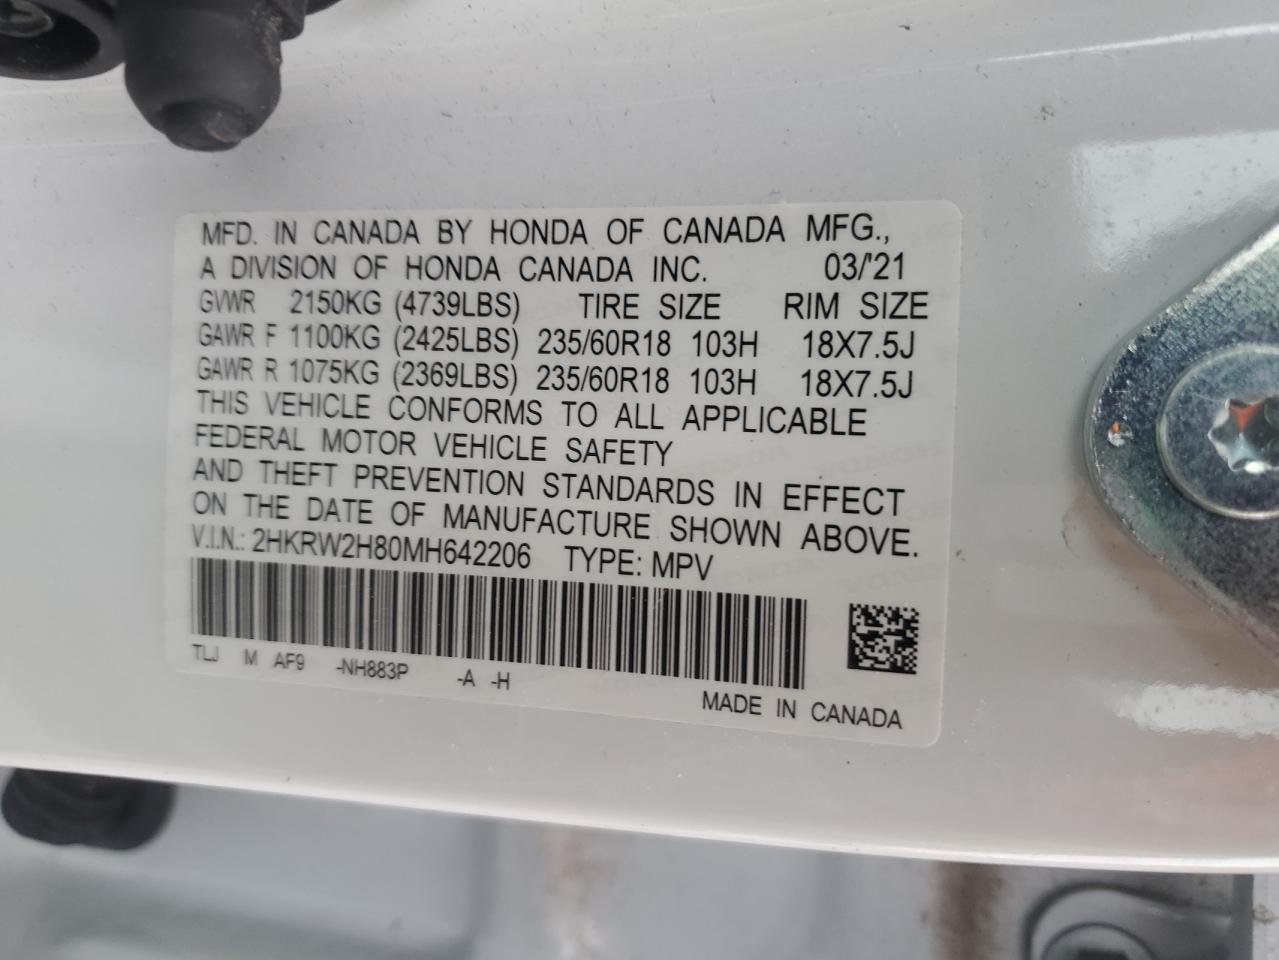 MFD. IN CANADA BY HONDA OF CANADA MFG.,
A DIVISION OF HONDA CANADA INC. 03/'21
GVWR 2150KG (4739LBS) TIRE SIZE RIM SIZE
GAWR F 1100KG (2425LBS) 235/60R18 103H 18X7.5J
GAWR R 1075KG (2369LBS) 235/60R18 103H 18X7.5J
THIS VEHICLE CONFORMS TO ALL APPLICABLE
FEDERAL MOTOR VEHICLE SAFETY
AND THEFT PREVENTION STANDARDS IN EFFECT
ON THE DATE OF MANUFACTURE SHOWN ABOVE.
V.I.N.: 2HKRW2H80MH642206 TYPE: MPV
TLJ M AF9 -NH883P -A -H
MADE IN CANADA